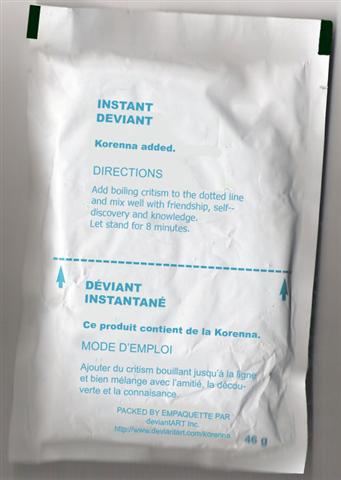 INSTANT
DEVIANT
Korenna added.
DIRECTIONS
Add boiling critism to the dotted line
and mix well with friendship, self--
discovery and knowledge.
Let stand for 8 minutes.
DÉVIANT
INSTANTANÉ
Ce produit contient de la Korenna.
MODE D'EMPLOI
Ajouter du critism bouillant jusqu'à la ligne
et bien mélange avec l'amitié, la décou-
verte et la connaisance.
PACKED BY EMPAQUETTE PAR
deviantART Inc.
http://www.deviantart.com/korenna
46 g